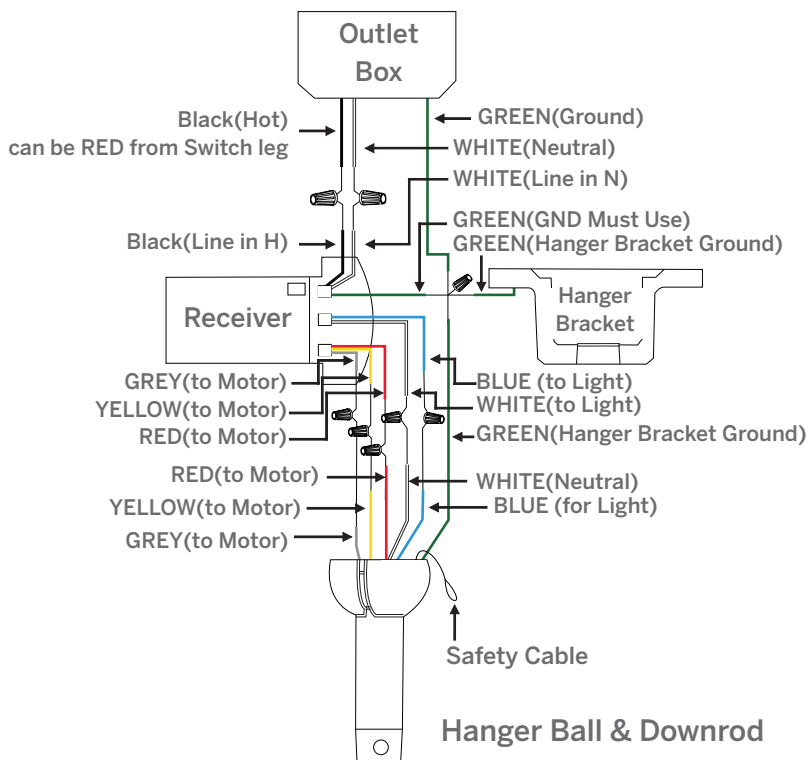 Outlet
Box
Black(Hot)
can be RED from Switch leg
GREEN(Ground)
WHITE(Neutral)
WHITE(Line in N)
Black(Line in H)
GREEN(GND Must Use)
GREEN(Hanger Bracket Ground)
Receiver
Hanger
Bracket
GREY(to Motor)
YELLOW(to Motor)
RED(to Motor)
BLUE (to Light)
WHITE(to Light)
GREEN(Hanger Bracket Ground)
RED(to Motor)
YELLOW(to Motor)
GREY(to Motor)
WHITE(Neutral)
BLUE (for Light)
Safety Cable
Hanger Ball & Downrod